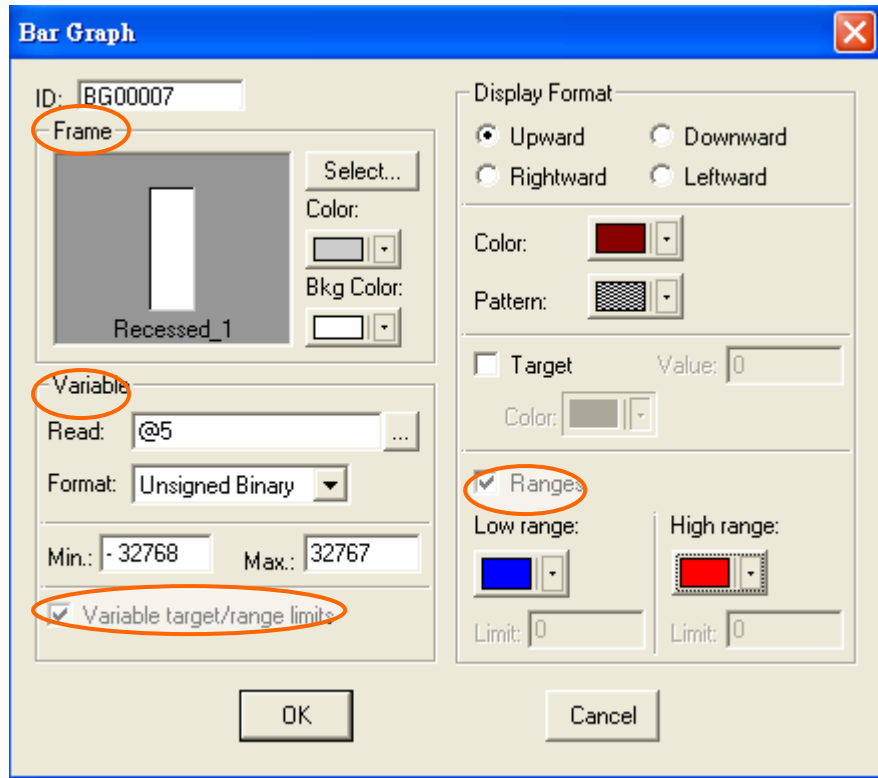 Bar Graph
ID: BG00007
Frame
Select...
Color:
Bkg Color:
Recessed_1
Variable
Read: @5 ...
Format: Unsigned Binary
Min.: - 32768 Max.: 32767
Variable target/range limits
Display Format
Upward Downward
Rightward Leftward
Color:
Pattern:
Target Value: 0
Color:
Ranges
Low range: High range:
Limit: 0 Limit: 0
OK Cancel